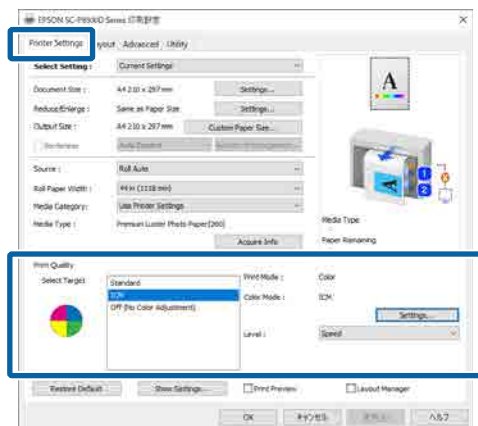 EPSON SC-P8500D Series 印刷設定
Printer Settings Layout Advanced Utility
Select Setting : Current Settings
Document Size : A4 210 x 297 mm Settings...
Reduce/Enlarge : Same as Paper Size Settings...
Output Size : A4 210 x 297 mm Custom Paper Size...
Borderless Auto Expand
Source : Roll Auto
Roll Paper Width : 44 in (1118 mm)
Media Category: Use Printer Settings
Media Type : Premium Luster Photo Paper(260)
Acquire Info
A
1
2
Media Type:
Paper Remaining:
Print Quality
Select Target
Standard
ICM
Off (No Color Adjustment)
Print Mode : Color
Color Mode : ICM
Settings...
Level : Speed
Restore Default Show Settings... Print Preview Layout Manager
OK キャンセル ヘルプ